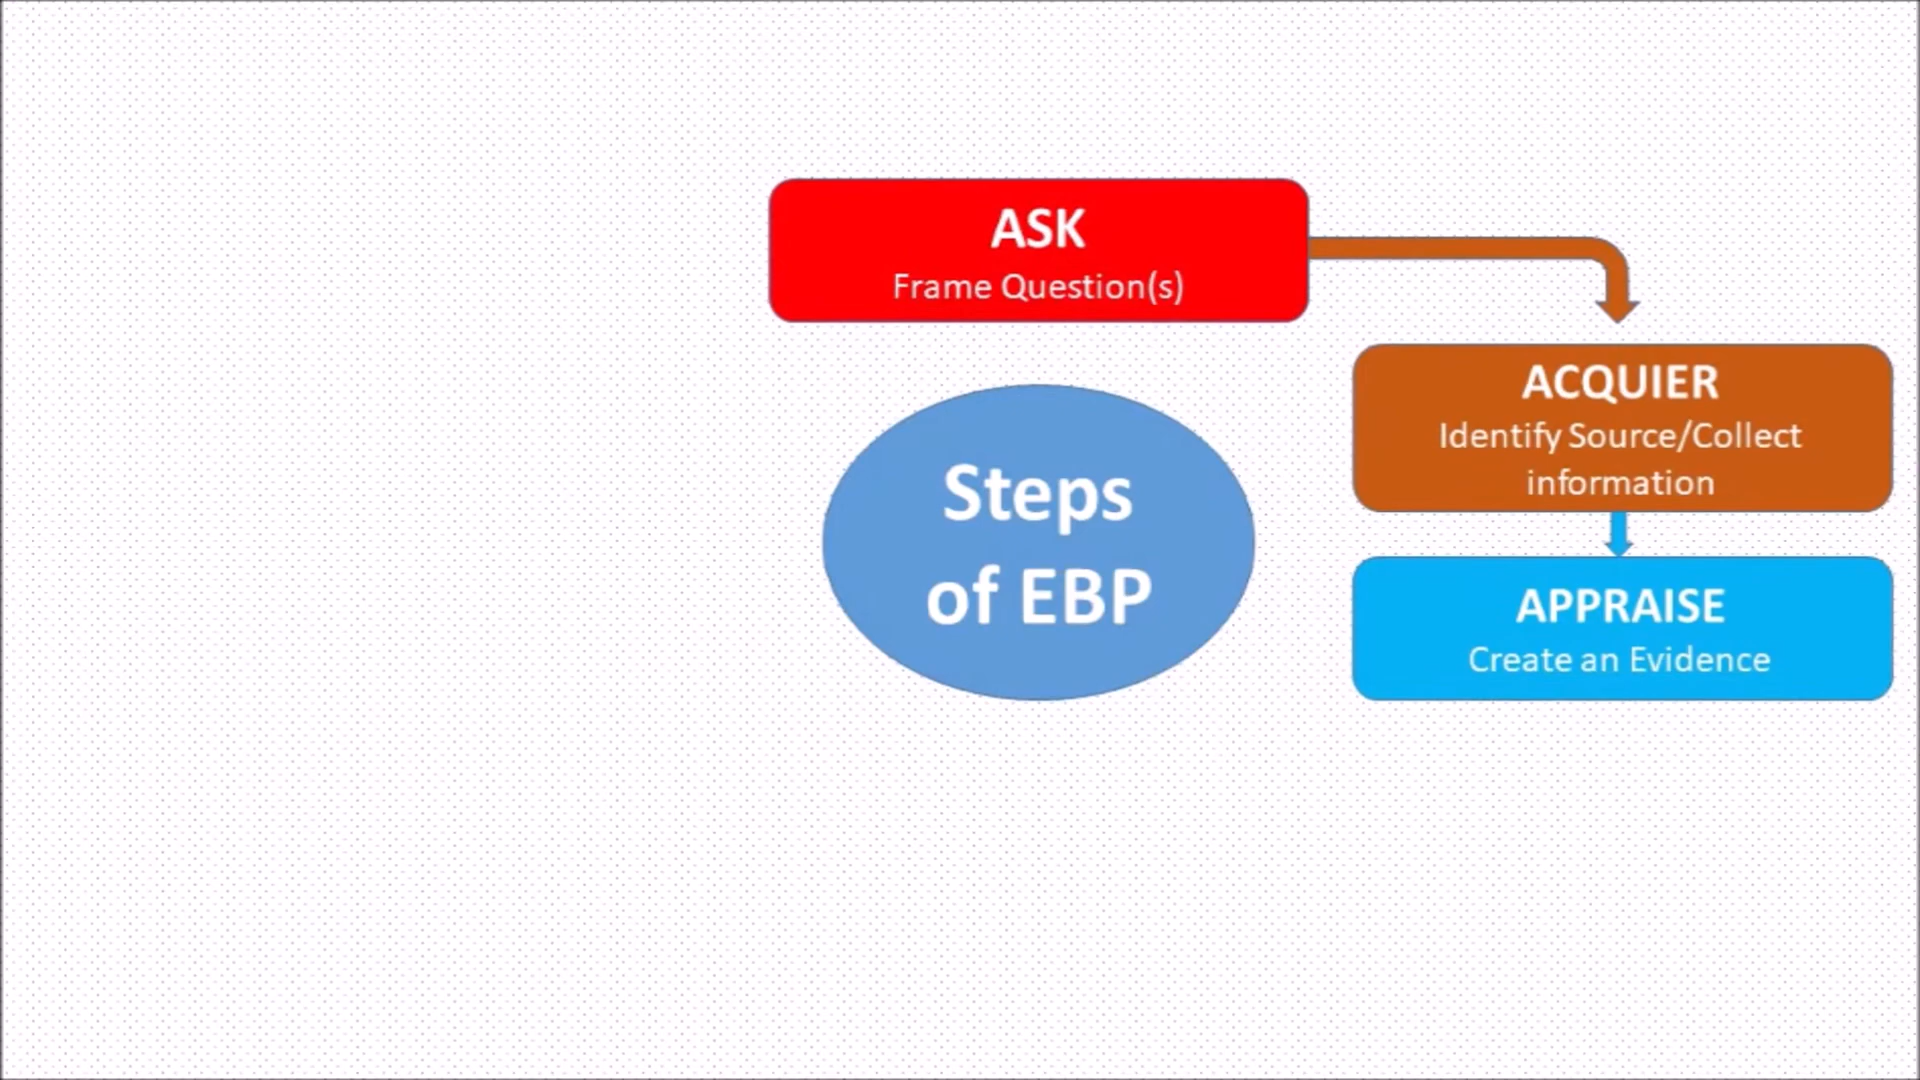 ASK
Frame Question(s)
Steps
of EBP
ACQUIER
Identify Source/Collect
information
APPRAISE
Create an Evidence